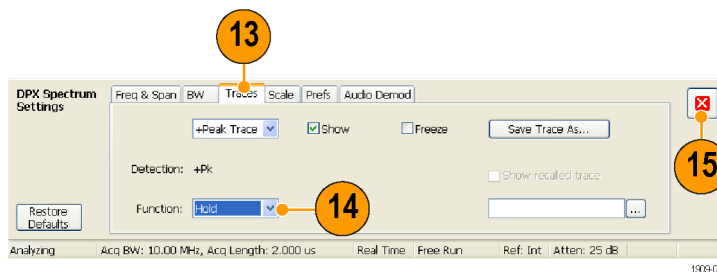 13
DPX Spectrum Settings
Freq & Span BW Traces Scale Prefs Audio Demod
+Peak Trace Show Freeze Save Trace As...
15
Detection: +Pk
Show recalled trace
14
Function: Hold ...
Restore Defaults
Analyzing Acq BW: 10.00 MHz, Acq Length: 2.000 us Real Time Free Run Ref: Int Atten: 25 dB